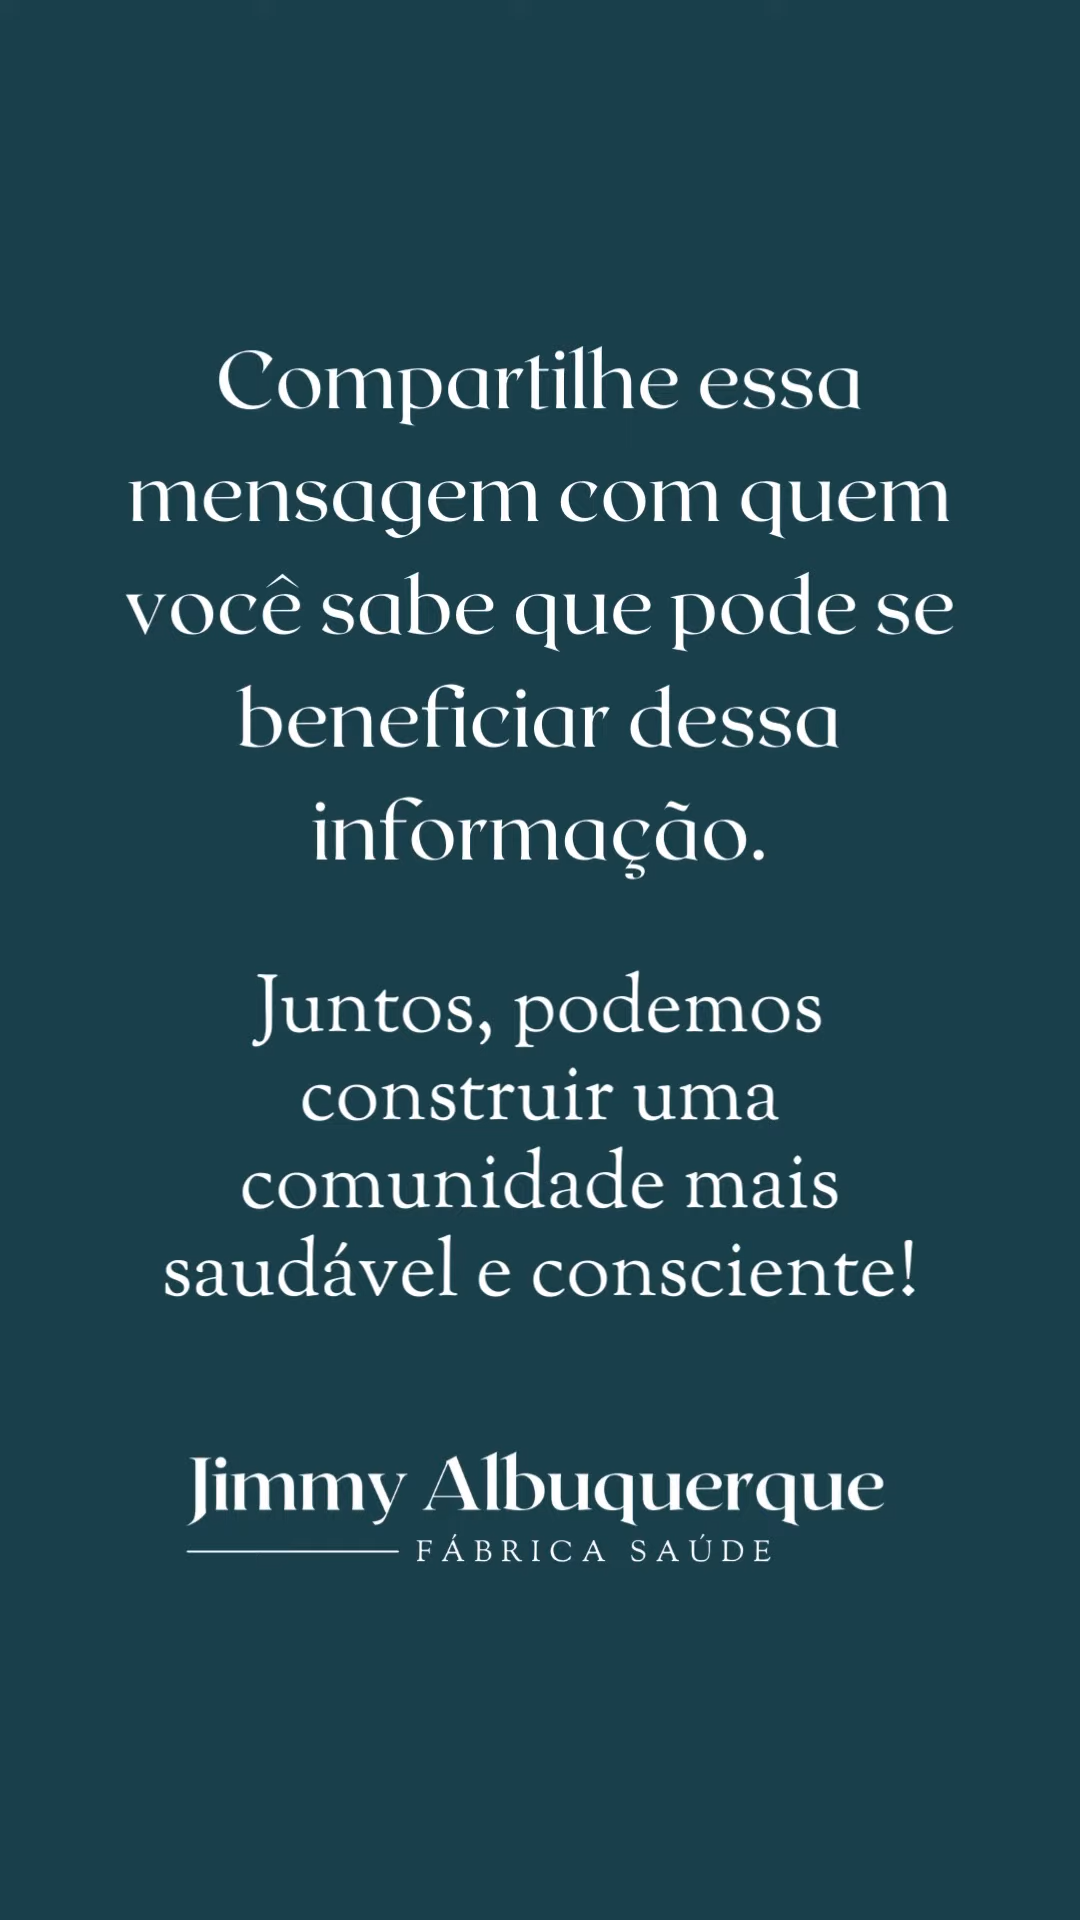 Compartilhe essa
mensagem com quem
você sabe que pode se
beneficiar dessa
informação.
Juntos, podemos
construir uma
comunidade mais
saudável e consciente!
Jimmy Albuquerque
FÁBRICA SAÚDE